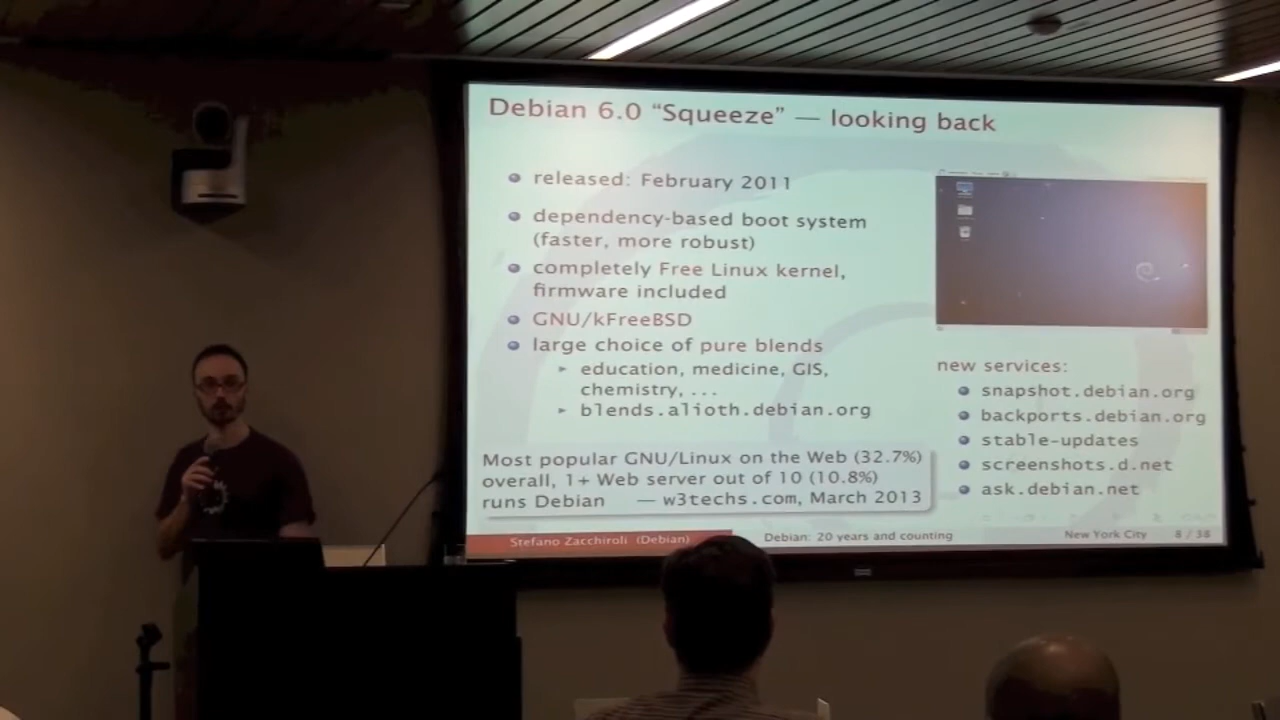 Debian 6.0 “Squeeze” — looking back
released: February 2011
dependency-based boot system
(faster, more robust)
completely Free Linux kernel,
firmware included
GNU/kFreeBSD
large choice of pure blends
education, medicine, GIS,
chemistry, ...
blends.alioth.debian.org
Most popular GNU/Linux on the Web (32.7%)
overall, 1+ Web server out of 10 (10.8%)
runs Debian — w3techs.com, March 2013
new services:
snapshot.debian.org
backports.debian.org
stable-updates
screenshots.d.net
ask.debian.net
Stefano Zacchiroli (Debian)
Debian: 20 years and counting
New York City
8 / 38